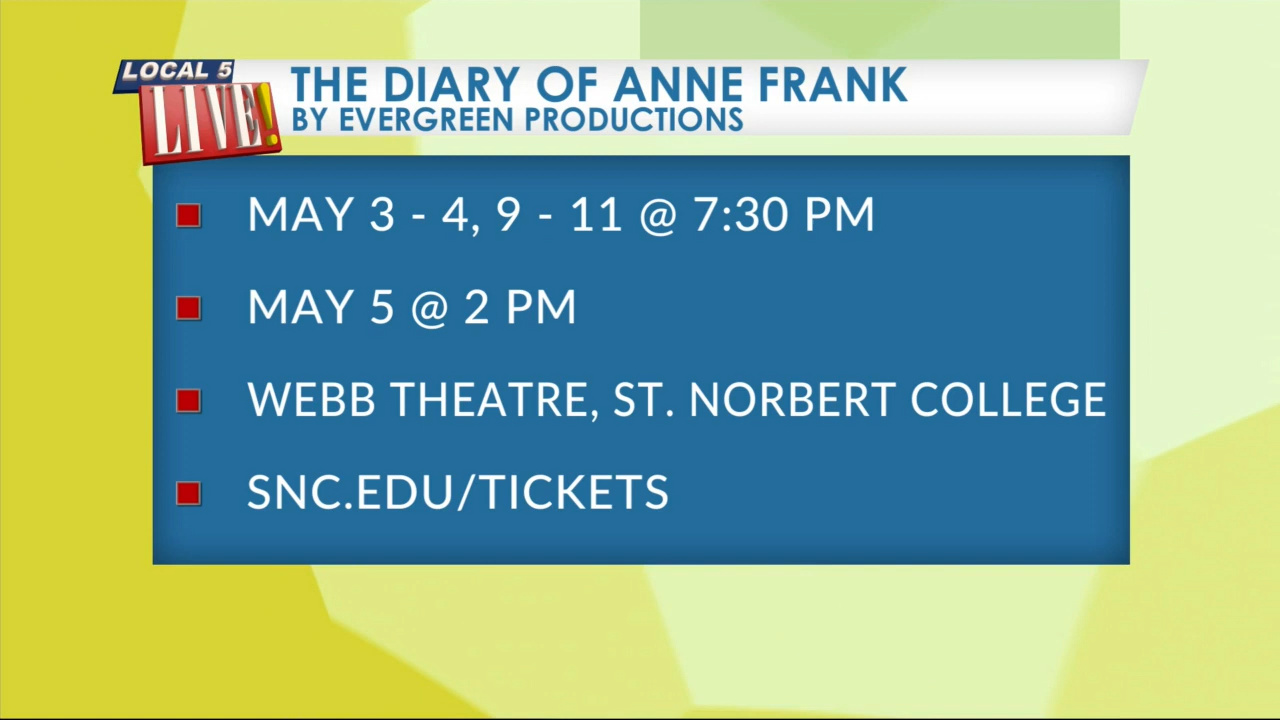 LOCAL 5
LIVE!
THE DIARY OF ANNE FRANK
BY EVERGREEN PRODUCTIONS
MAY 3 - 4, 9 - 11 @ 7:30 PM
MAY 5 @ 2 PM
WEBB THEATRE, ST. NORBERT COLLEGE
SNC.EDU/TICKETS